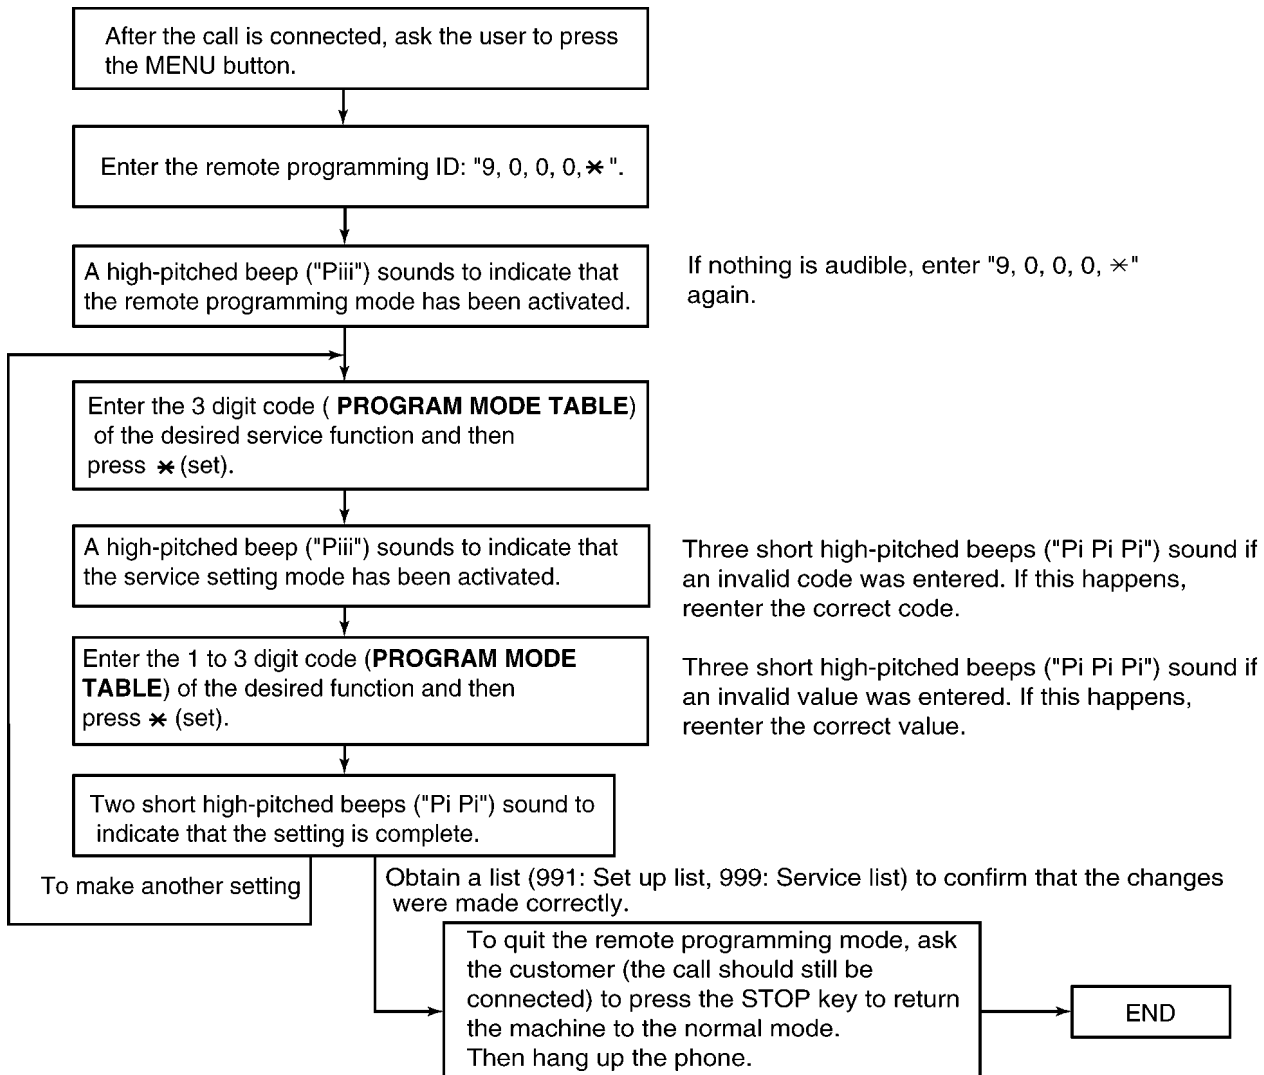 After the call is connected, ask the user to press
the MENU button.
Enter the remote programming ID: "9, 0, 0, 0, * ".
A high-pitched beep ("Piii") sounds to indicate that
the remote programming mode has been activated.
If nothing is audible, enter "9, 0, 0, 0, *"
again.
Enter the 3 digit code ( PROGRAM MODE TABLE)
of the desired service function and then
press * (set).
A high-pitched beep ("Piii") sounds to indicate that
the service setting mode has been activated.
Three short high-pitched beeps ("Pi Pi Pi") sound if
an invalid code was entered. If this happens,
reenter the correct code.
Enter the 1 to 3 digit code (PROGRAM MODE
TABLE) of the desired function and then
press * (set).
Three short high-pitched beeps ("Pi Pi Pi") sound if
an invalid value was entered. If this happens,
reenter the correct value.
Two short high-pitched beeps ("Pi Pi") sound to
indicate that the setting is complete.
To make another setting
Obtain a list (991: Set up list, 999: Service list) to confirm that the changes
were made correctly.
To quit the remote programming mode, ask
the customer (the call should still be
connected) to press the STOP key to return
the machine to the normal mode.
Then hang up the phone.
END